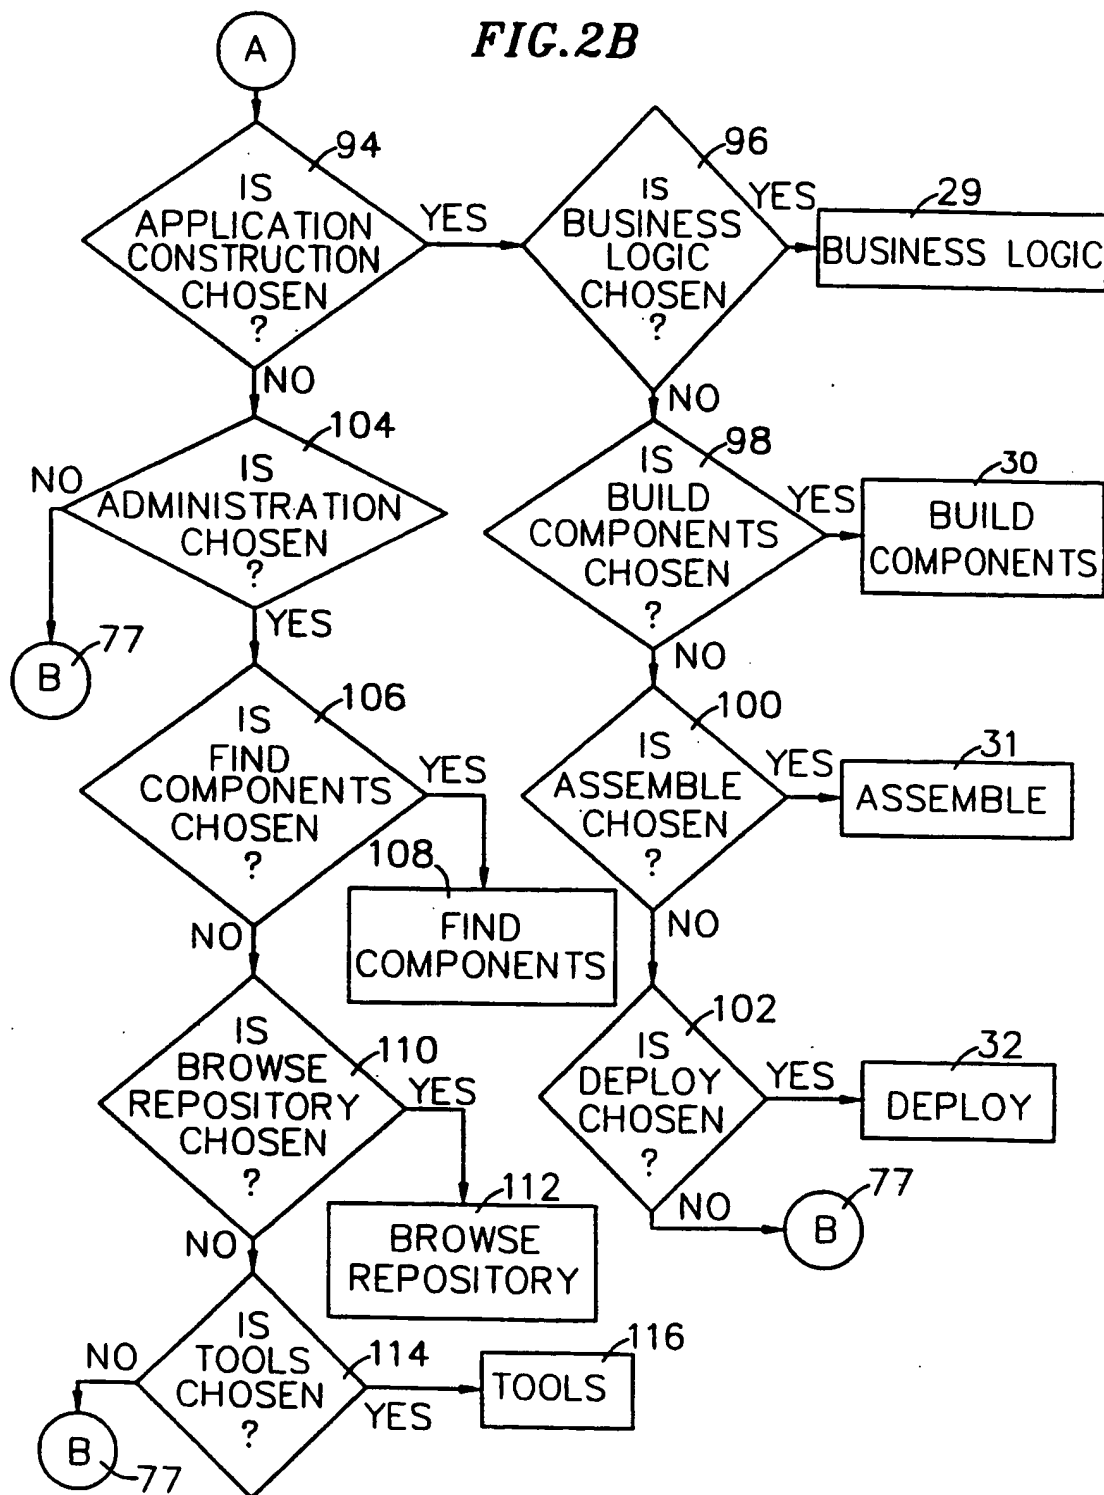 FIG.2B
A
94
IS
APPLICATION
CONSTRUCTION
CHOSEN
?
YES
NO
96
IS
BUSINESS
LOGIC
CHOSEN
?
YES
NO
29
BUSINESS LOGIC
104
IS
ADMINISTRATION
CHOSEN
?
NO
YES
77
B
98
IS
BUILD
COMPONENTS
CHOSEN
?
YES
NO
30
BUILD
COMPONENTS
106
IS
FIND
COMPONENTS
CHOSEN
?
YES
NO
108
FIND
COMPONENTS
100
IS
ASSEMBLE
CHOSEN
?
YES
NO
31
ASSEMBLE
110
IS
BROWSE
REPOSITORY
CHOSEN
?
YES
NO
112
BROWSE
REPOSITORY
102
IS
DEPLOY
CHOSEN
?
YES
NO
32
DEPLOY
77
B
114
IS
TOOLS
CHOSEN
?
NO
YES
116
TOOLS
B
77